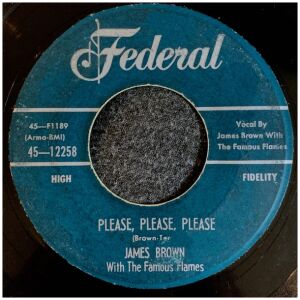 Federal
45—F1189
(Armo-BMI)
45—12258
Vocal By
James Brown With
The Famous Flames
HIGH
FIDELITY
PLEASE, PLEASE, PLEASE
(Brown-Ter
JAMES BROWN
With The Famous Flames